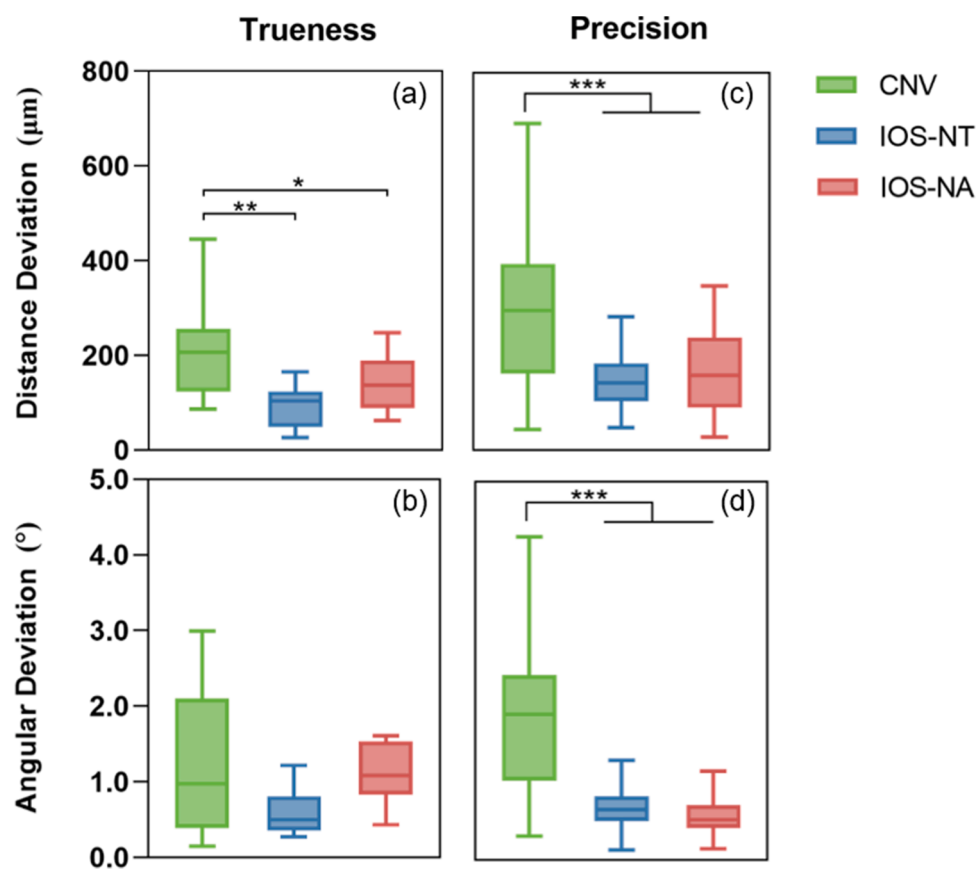 Trueness
Precision
Distance Deviation (μm)
800
600
400
200
0
(a)
*
**
(c)
***
CNV
IOS-NT
IOS-NA
Angular Deviation (°)
5.0
4.0
3.0
2.0
1.0
0.0
(b)
(d)
***